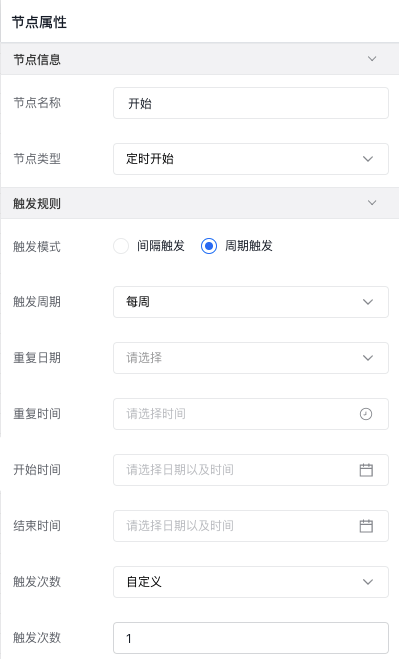 节点属性
节点信息
节点名称 开始
节点类型 定时开始
触发规则
触发模式 间隔触发 周期触发
触发周期 每周
重复日期 请选择
重复时间 请选择时间
开始时间 请选择日期以及时间
结束时间 请选择日期以及时间
触发次数 自定义
触发次数 1